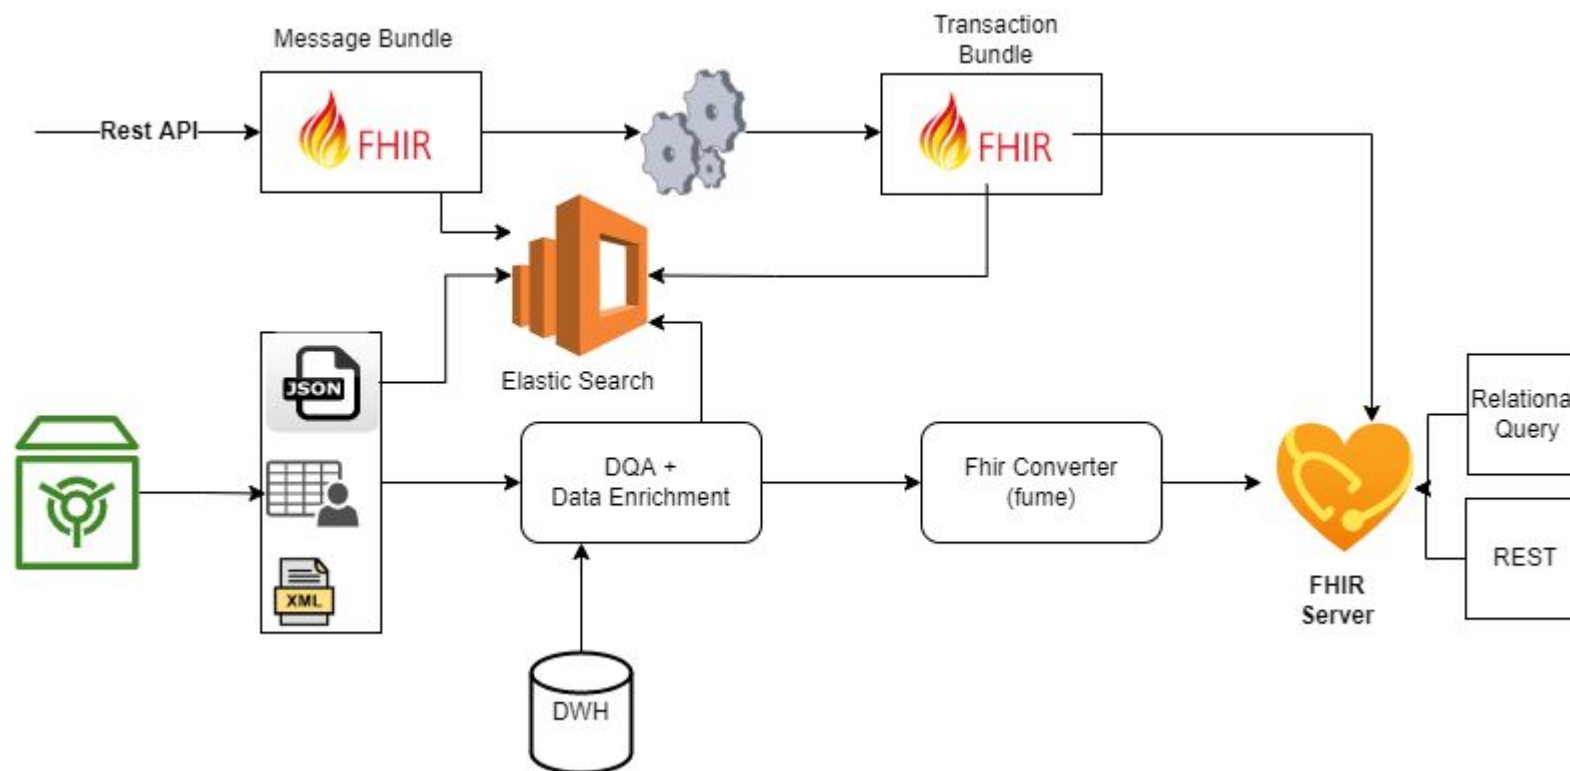 Message Bundle
Transaction
Bundle
Rest API
FHIR
FHIR
Elastic Search
JSON
XML
DQA +
Data Enrichment
Fhir Converter
(fume)
Relationa
Query
REST
FHIR
Server
DWH